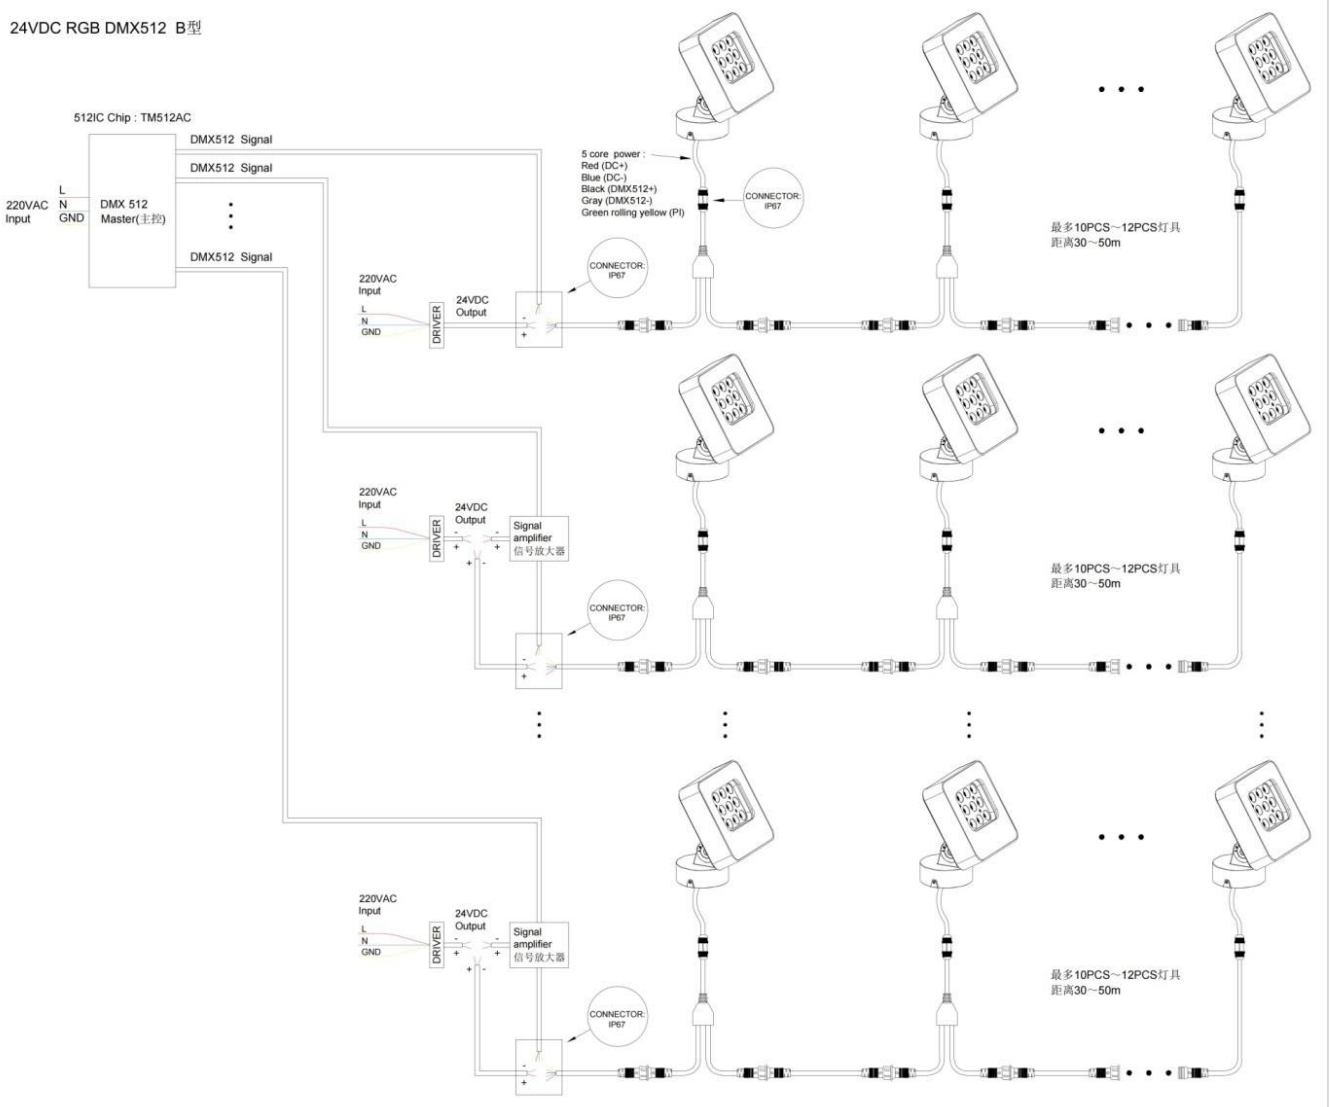 24VDC RGB DMX512 B型
512IC Chip : TM512AC
DMX512 Signal
DMX512 Signal
DMX512 Signal
220VAC
Input
L
N
GND
DMX 512
Master(主控)
5 core power :
Red (DC+)
Blue (DC-)
Black (DMX512+)
Gray (DMX512-)
Green rolling yellow (PI)
CONNECTOR:
IP67
最多10PCS～12PCS灯具
距离30～50m
CONNECTOR:
IP67
220VAC
Input
L
N
GND
DRIVER
24VDC
Output
-
+
220VAC
Input
L
N
GND
DRIVER
24VDC
Output
- -
+ +
+ -
Signal
amplifier
信号放大器
最多10PCS～12PCS灯具
距离30～50m
CONNECTOR:
IP67
-
+
220VAC
Input
L
N
GND
DRIVER
24VDC
Output
- -
+ +
+ -
Signal
amplifier
信号放大器
最多10PCS～12PCS灯具
距离30～50m
CONNECTOR:
IP67
-
+